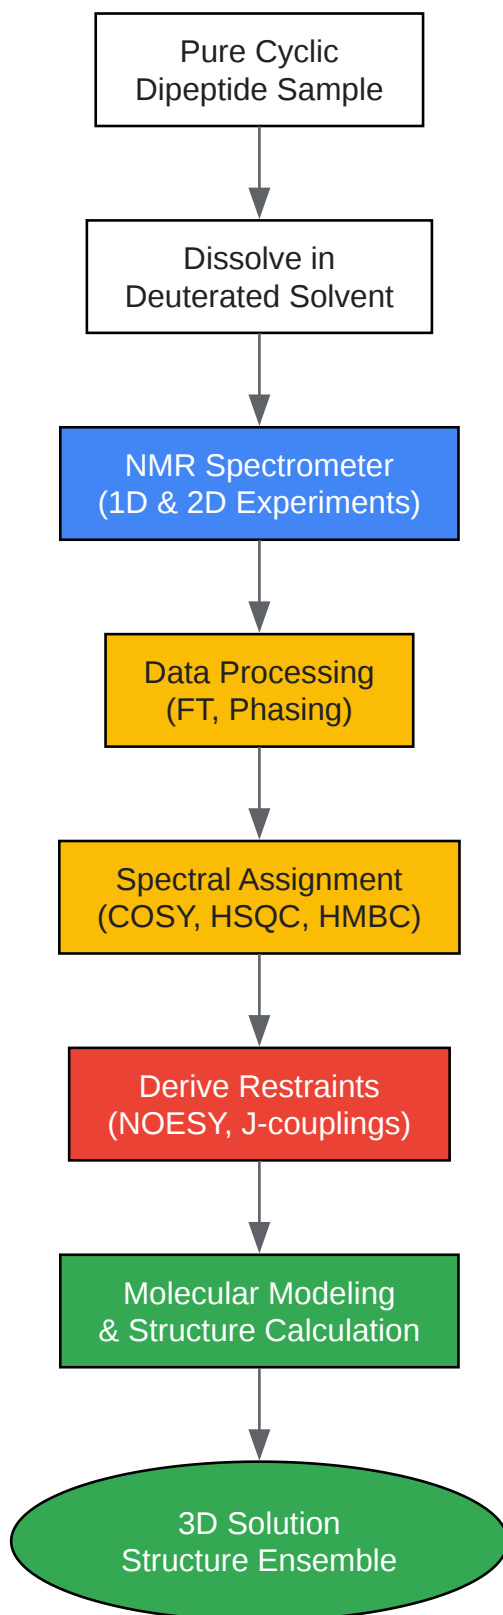 Pure Cyclic
Dipeptide Sample
Dissolve in
Deuterated Solvent
NMR Spectrometer
(1D & 2D Experiments)
Data Processing
(FT, Phasing)
Spectral Assignment
(COSY, HSQC, HMBC)
Derive Restraints
(NOESY, J-couplings)
Molecular Modeling
& Structure Calculation
3D Solution
Structure Ensemble